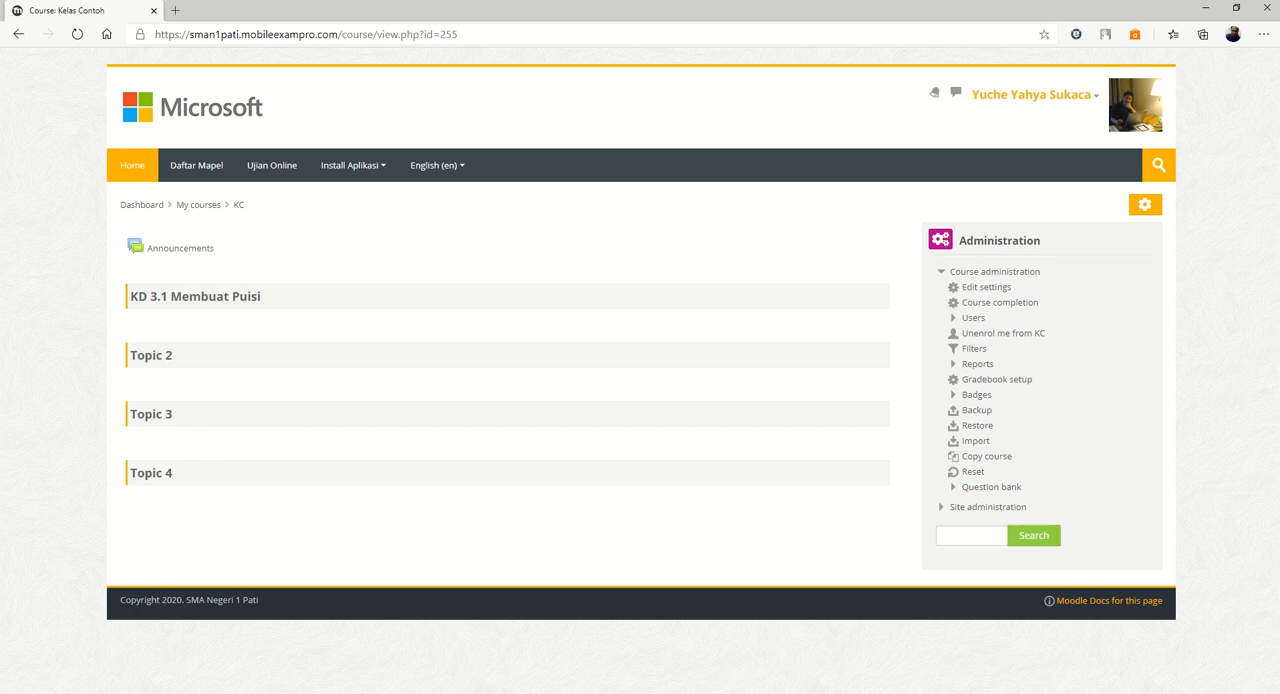 Course: Kelas Contoh
https://sman1pati.mobileexampro.com/course/view.php?id=255
Microsoft
Yuche Yahya Sukaca
Home
Daftar Mapel
Ujian Online
Install Aplikasi
English (en)
Dashboard
My courses
KC
Announcements
KD 3.1 Membuat Puisi
Topic 2
Topic 3
Topic 4
Administration
Course administration
Edit settings
Course completion
Users
Unenrol me from KC
Filters
Reports
Gradebook setup
Badges
Backup
Restore
Import
Copy course
Reset
Question bank
Site administration
Search
Copyright 2020. SMA Negeri 1 Pati
Moodle Docs for this page